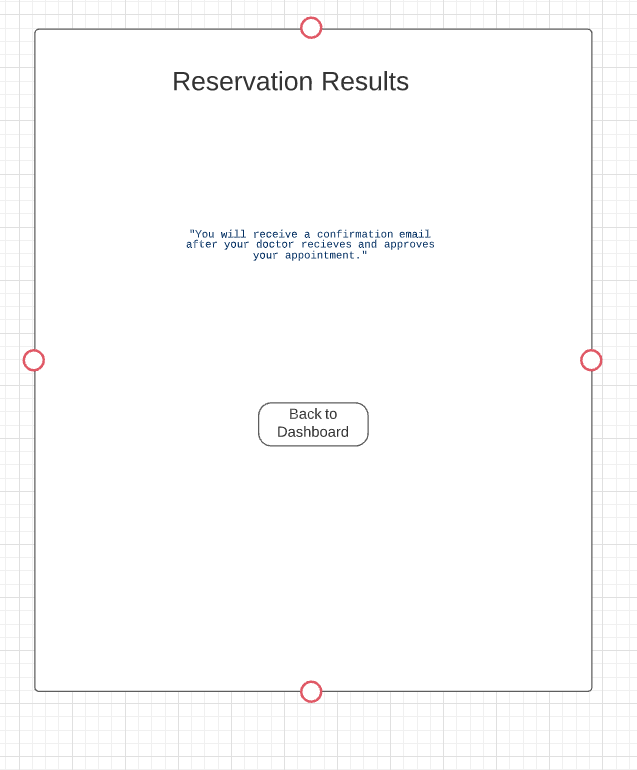 Reservation Results
"You will receive a confirmation email
after your doctor recieves and approves
your appointment."
Back to
Dashboard